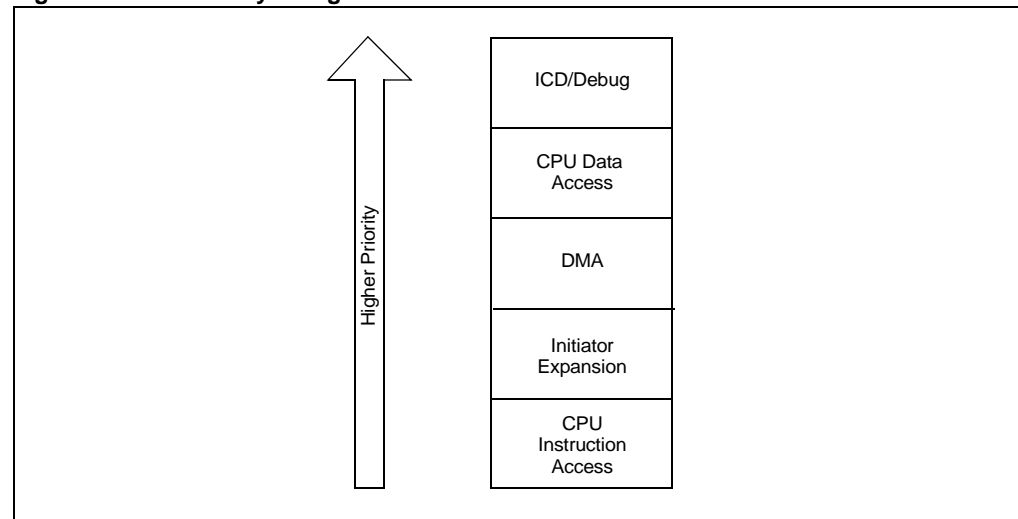 ICD/Debug
CPU Data
Access
Higher Priority
DMA
Initiator
Expansion
CPU
Instruction
Access